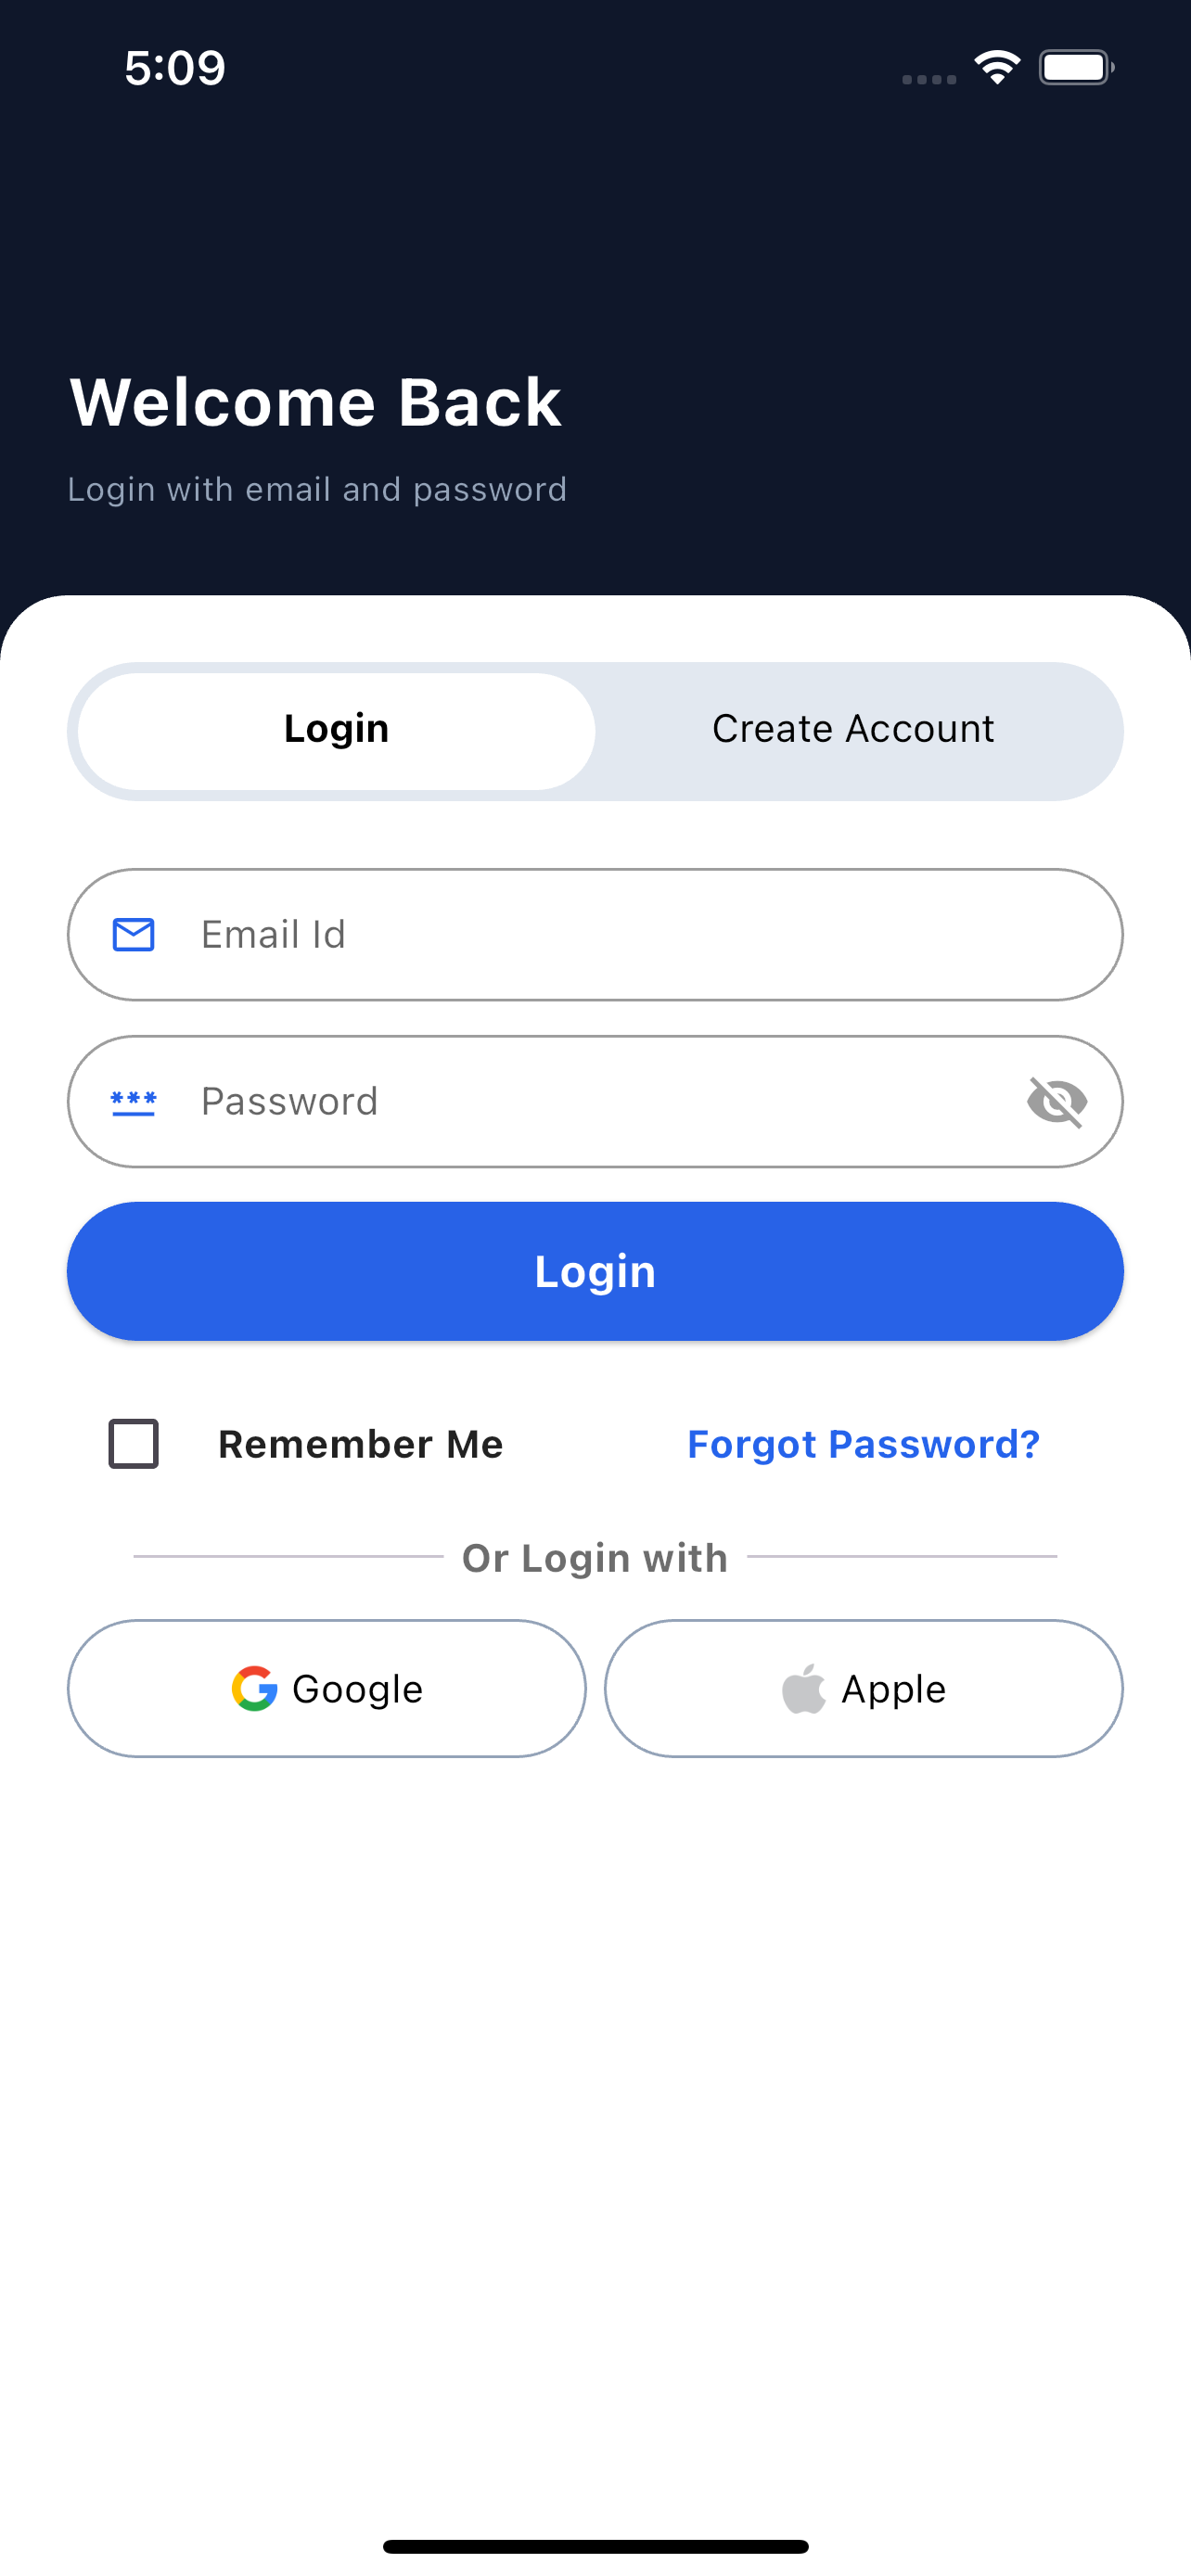 5:09
Welcome Back
Login with email and password
Login Create Account
Email Id
*** Password
Login
Remember Me Forgot Password?
Or Login with
Google Apple